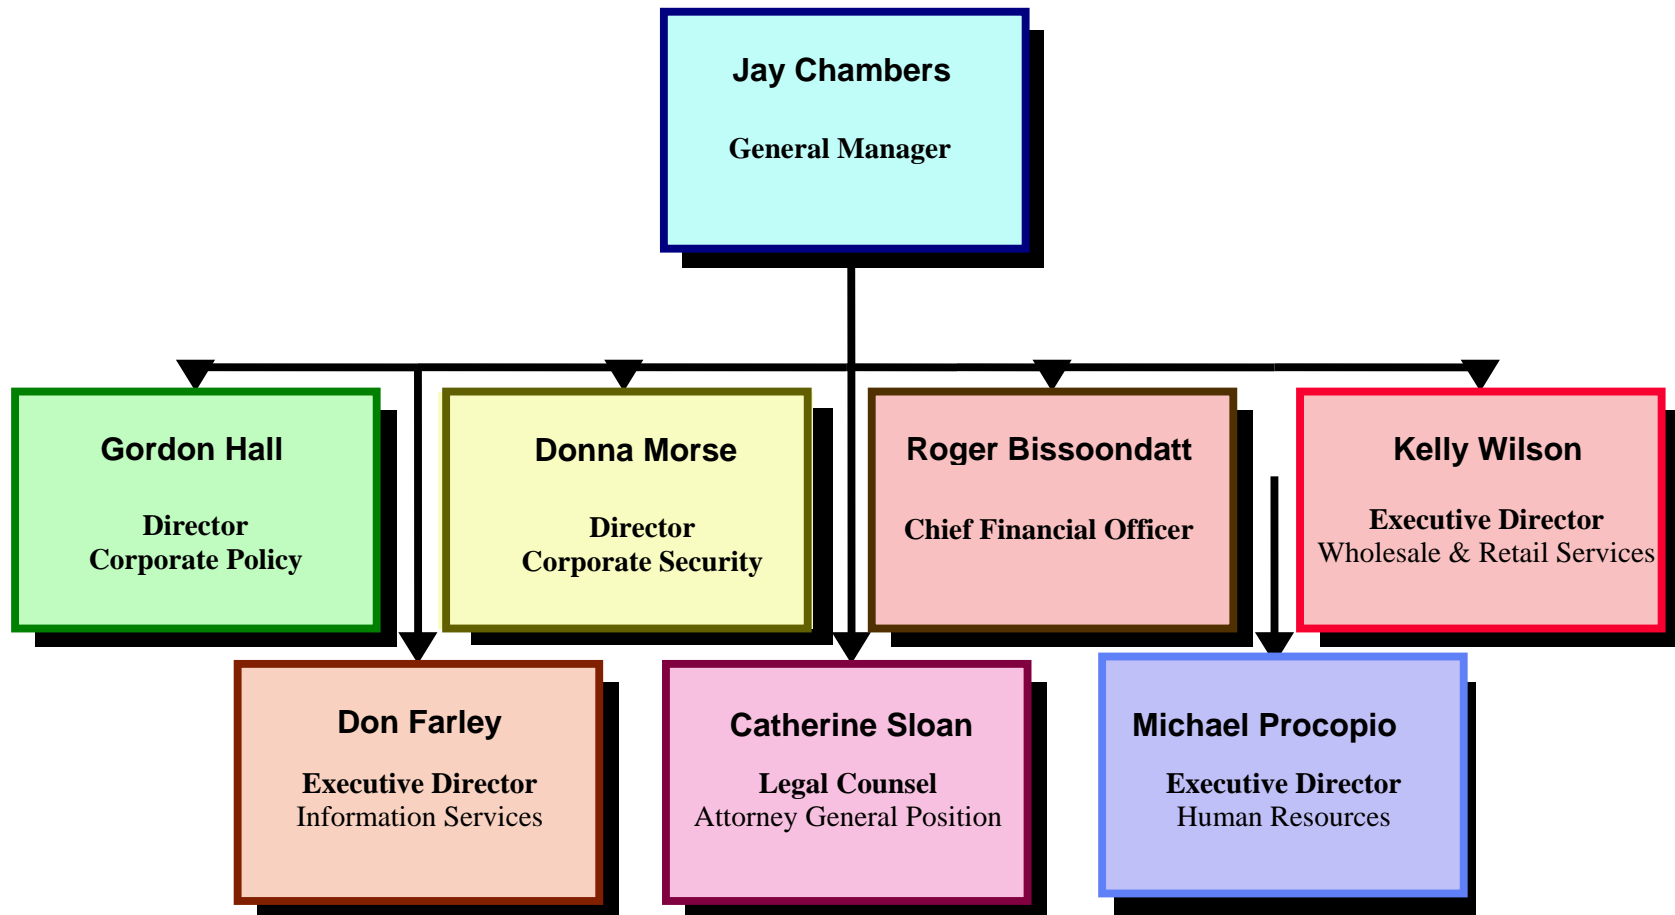 Jay Chambers
General Manager
Gordon Hall
Director
Corporate Policy
Donna Morse
Director
Corporate Security
Roger Bissoondatt
Chief Financial Officer
Kelly Wilson
Executive Director
Wholesale & Retail Services
Don Farley
Executive Director
Information Services
Catherine Sloan
Legal Counsel
Attorney General Position
Michael Procopio
Executive Director
Human Resources